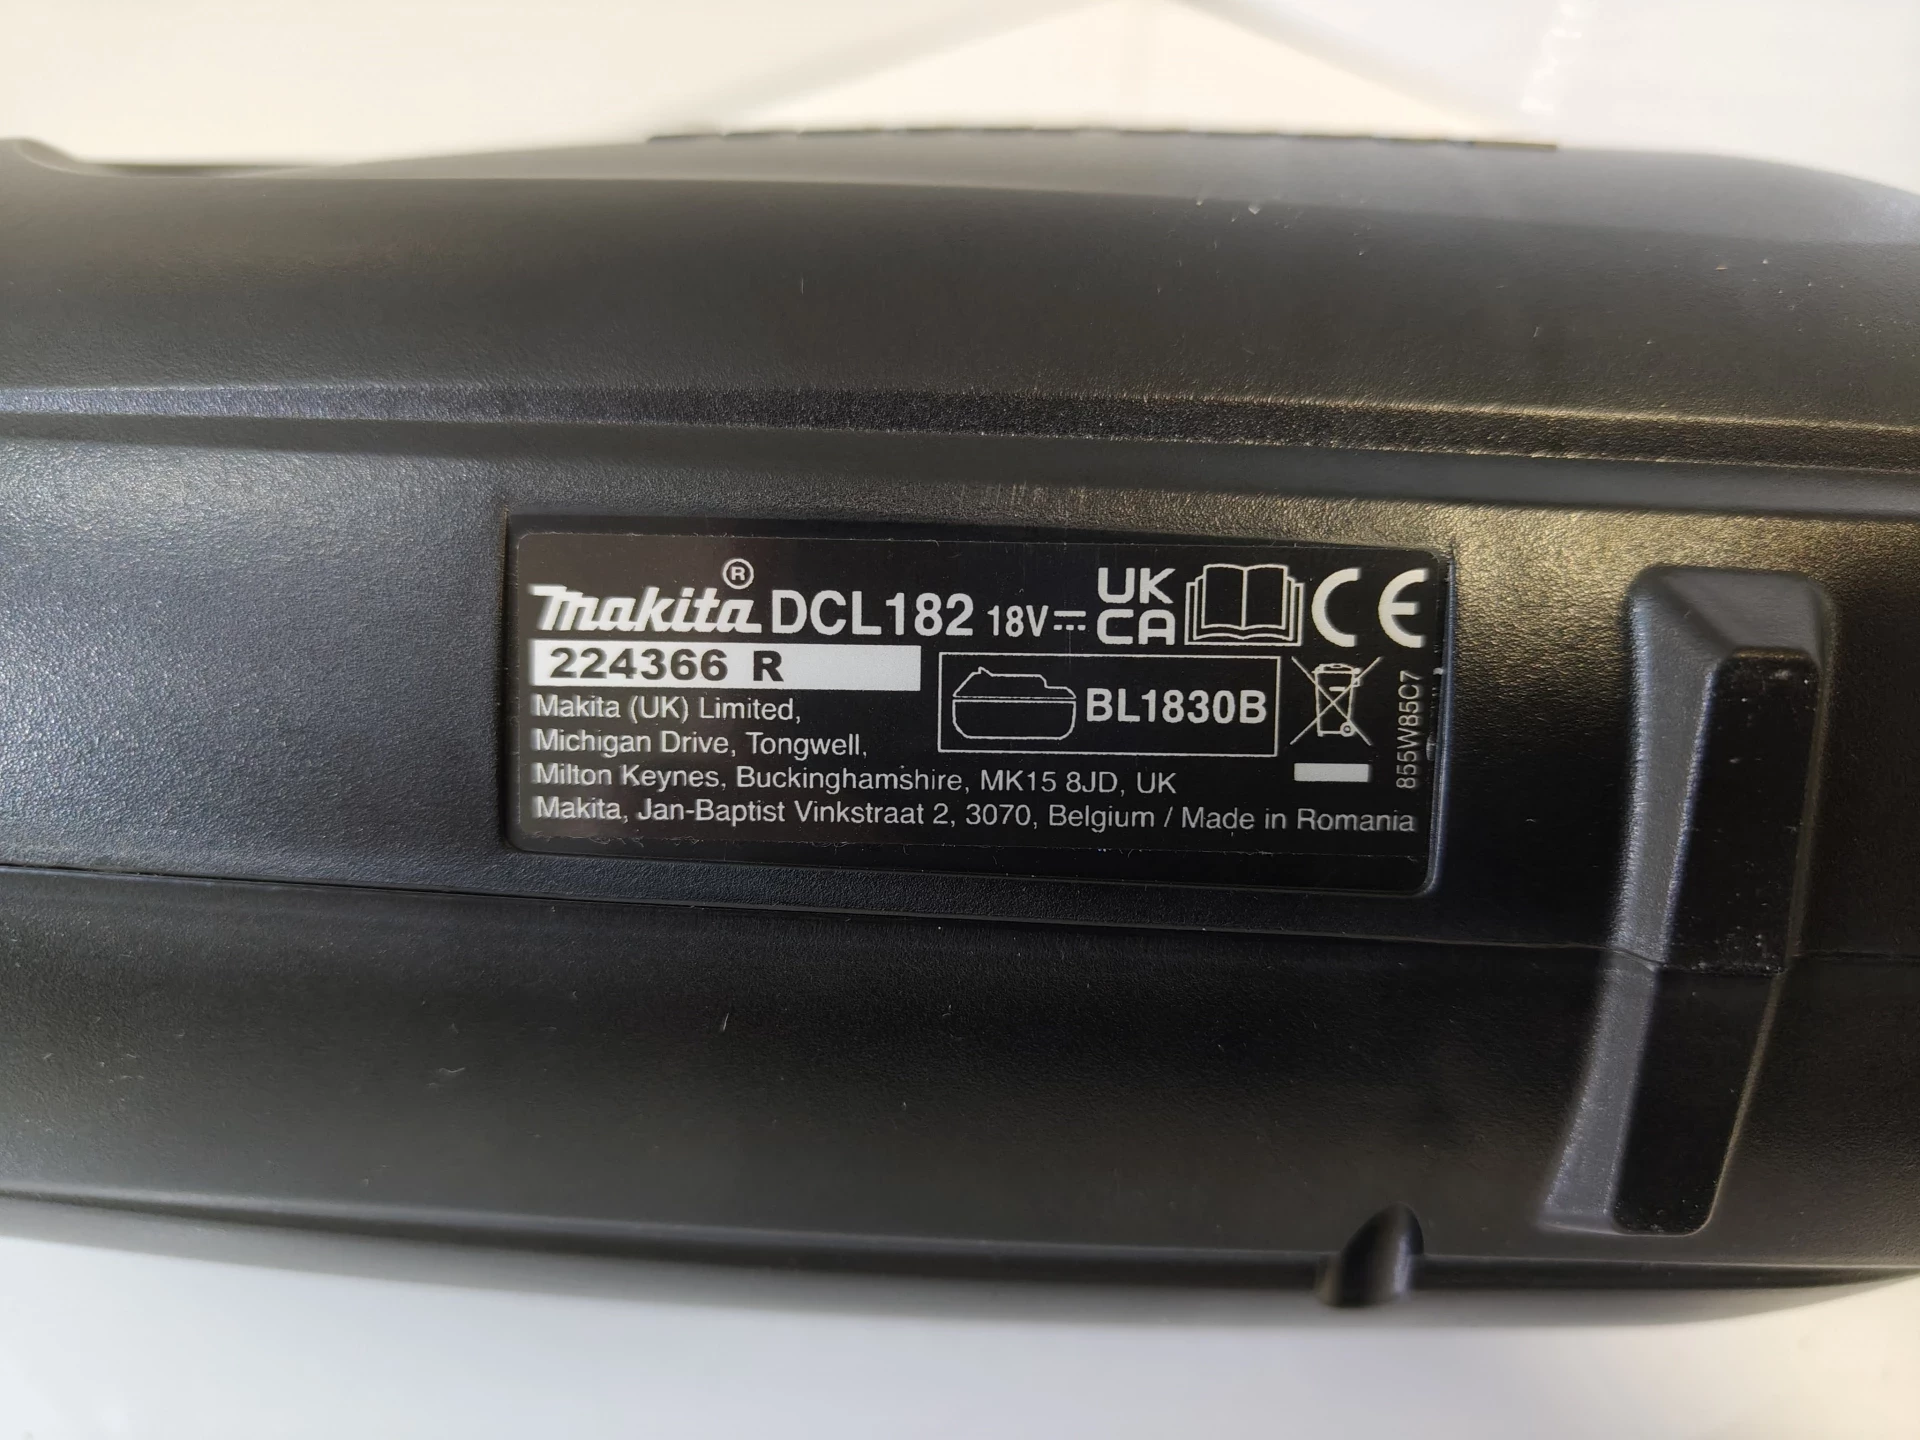 makita® DCL182 18V UK CA CE
224366 R
BL1830B
Makita (UK) Limited,
Michigan Drive, Tongwell,
Milton Keynes, Buckinghamshire, MK15 8JD, UK
Makita, Jan-Baptist Vinkstraat 2, 3070, Belgium / Made in Romania
855W85C7